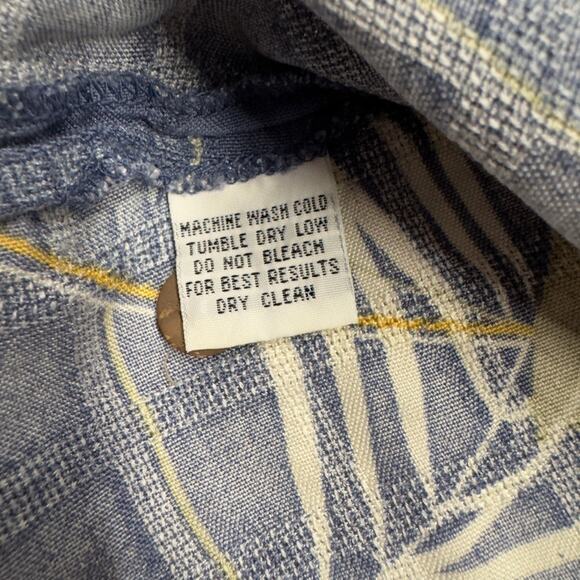 MACHINE WASH COLD
TUMBLE DRY LOW
DO NOT BLEACH
FOR BEST RESULTS
DRY CLEAN